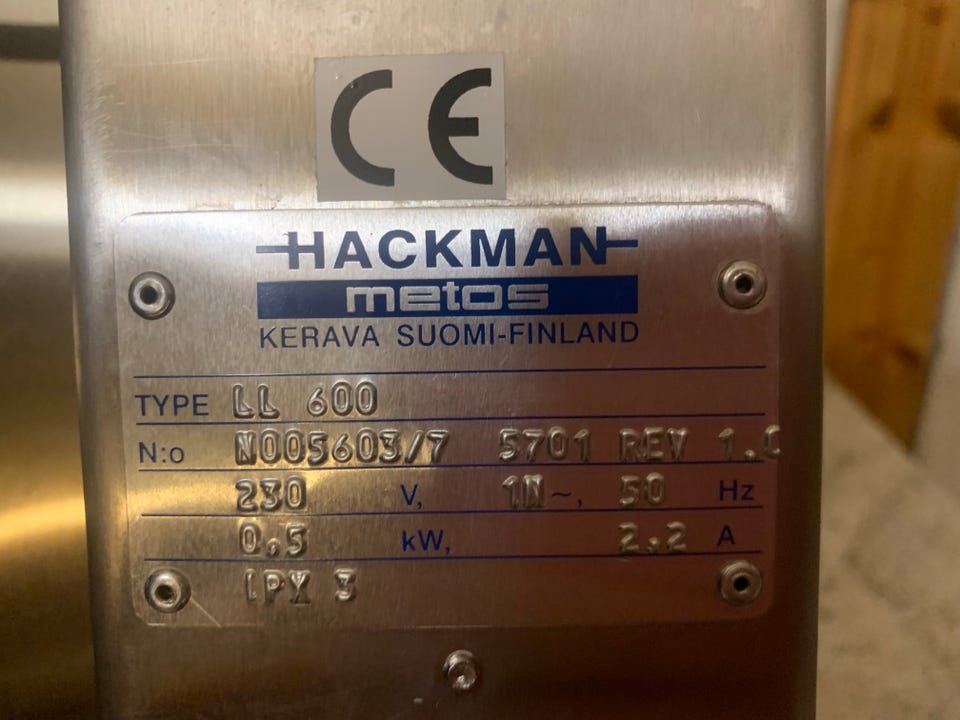 CE
HACKMAN
metos
KERAVA SUOMI-FINLAND
TYPE LL 600
N:o N005603/7 5701 REV 1.0
230 V, 1N~, 50 Hz
0.5 kW, 2.2 A
IPX 3